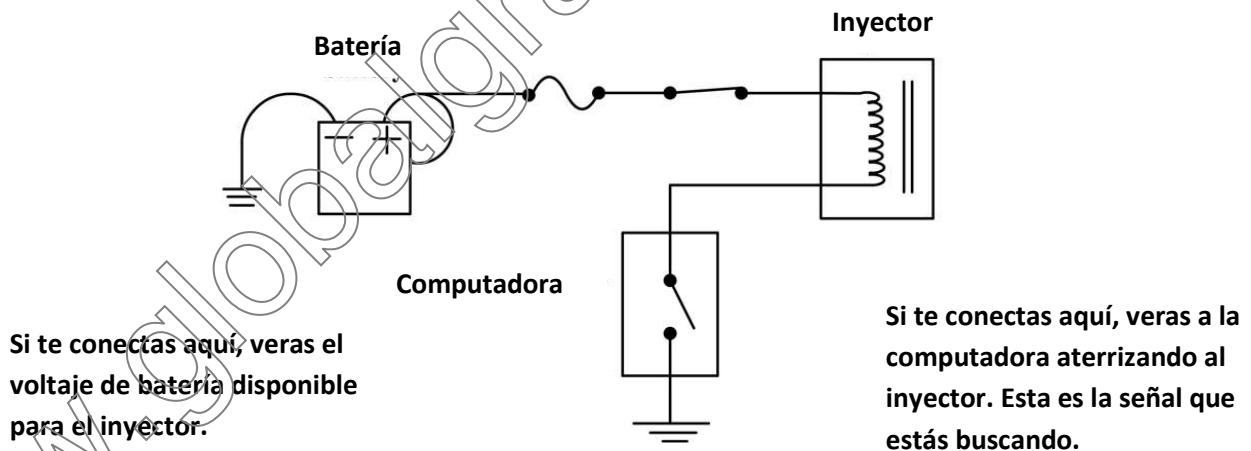 Inyector
Batería
Computadora
Si te conectas aquí, veras el
voltaje de batería disponible
para el inyector.
Si te conectas aquí, veras a la
computadora aterrizando al
inyector. Esta es la señal que
estás buscando.